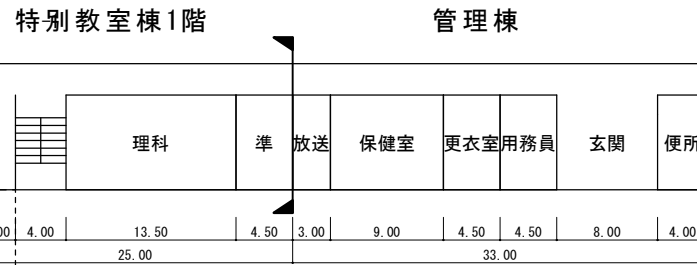 特別教室棟1階 管理棟
理科 準 放送 保健室 更衣室 用務員 玄関 便所
00 4.00 13.50 4.50 3.00 9.00 4.50 4.50 8.00 4.00
25.00 33.00